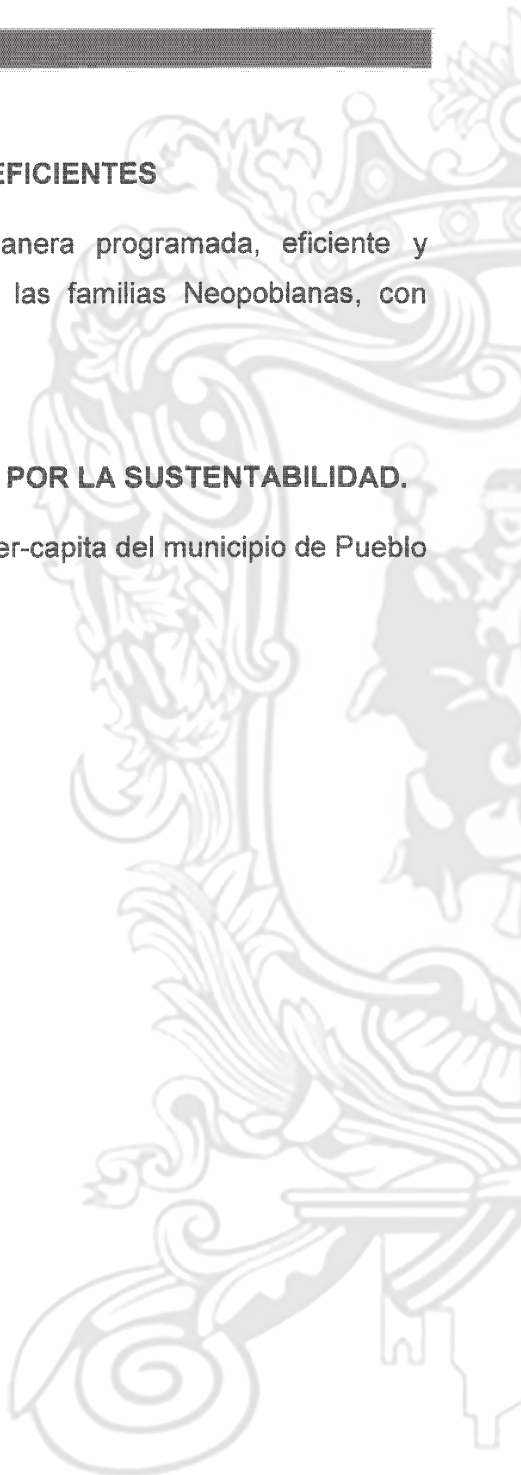 EFICIENTES
anera programada, eficiente y
las familias Neopoblanas, con
POR LA SUSTENTABILIDAD.
er-capita del municipio de Pueblo